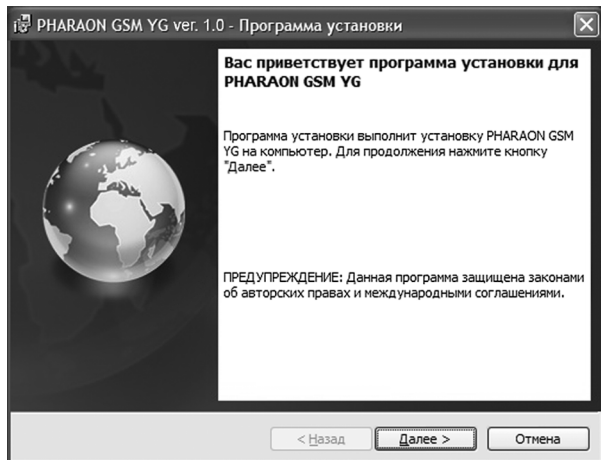 PHARAON GSM YG ver. 1.0 - Программа установки
Вас приветствует программа установки для
PHARAON GSM YG
Программа установки выполнит установку PHARAON GSM
YG на компьютер. Для продолжения нажмите кнопку
"Далее".
ПРЕДУПРЕЖДЕНИЕ: Данная программа защищена законами
об авторских правах и международными соглашениями.
< Назад Далее > Отмена